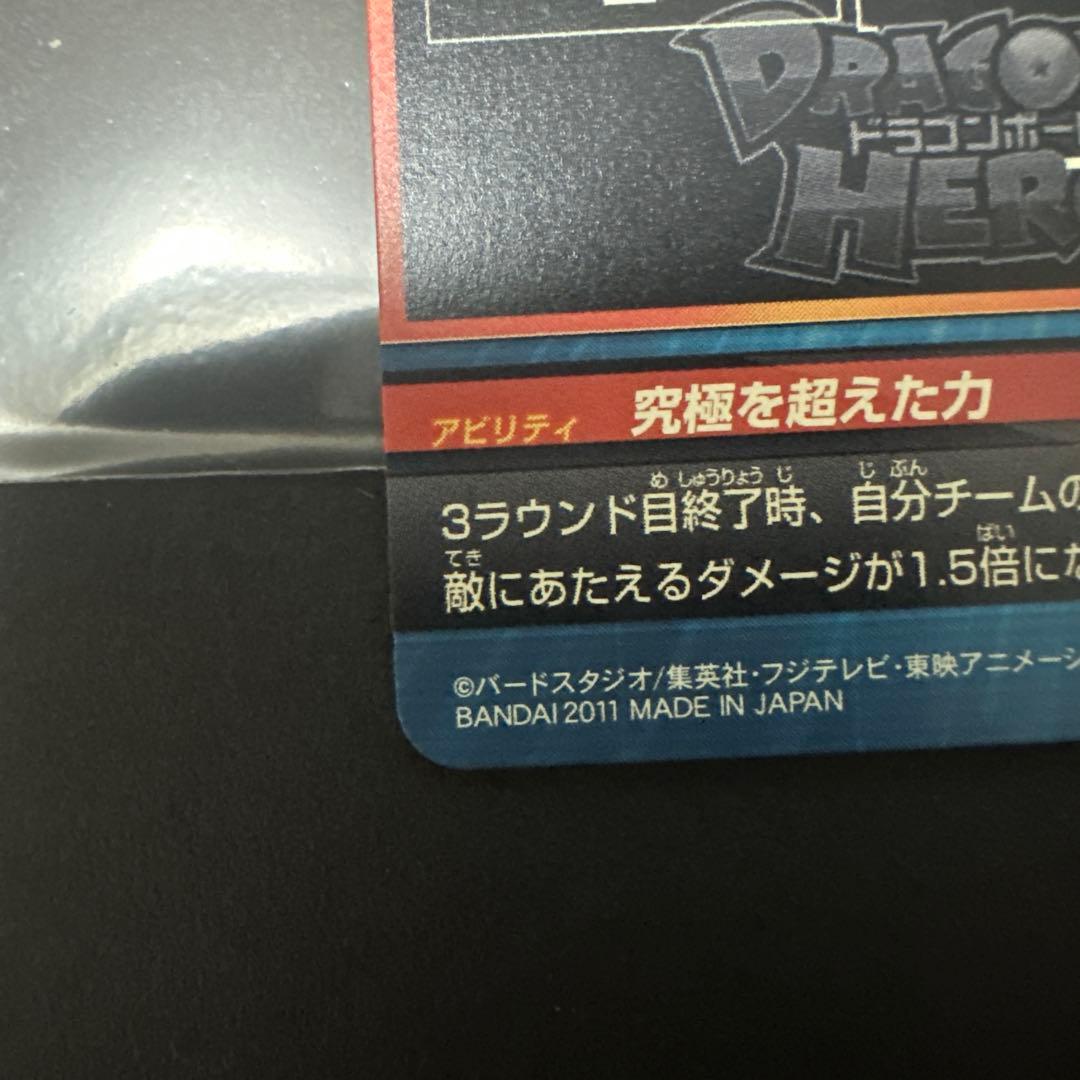 DRAGO
ドラゴンボー
HER
アビリティ 究極を超えた力
め しゅうりょう じ じ ぶん
3ラウンド目終了時、自分チームの
てき ばい
敵にあたえるダメージが1.5倍にな
©バードスタジオ/集英社・フジテレビ・東映アニメーシ
BANDAI 2011 MADE IN JAPAN